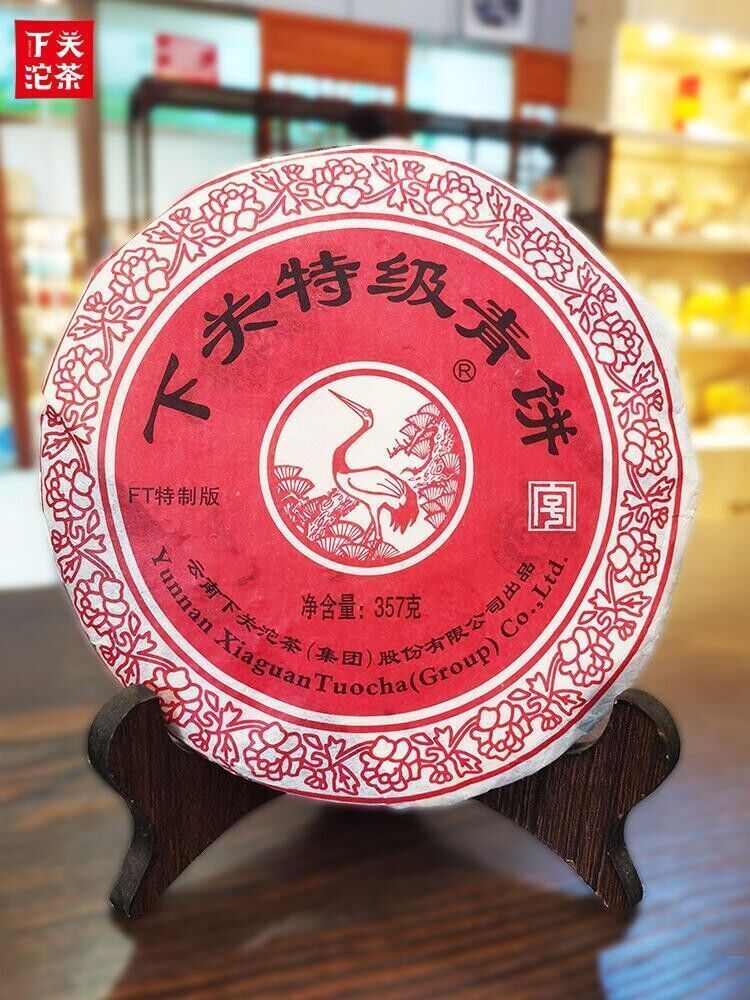 下关
沱茶
下关特级青饼
®
FT特制版
净含量：357克
云南下关沱茶（集团）股份有限公司出品
Yunnan Xiaguan Tuocha(Group) Co.,Ltd.